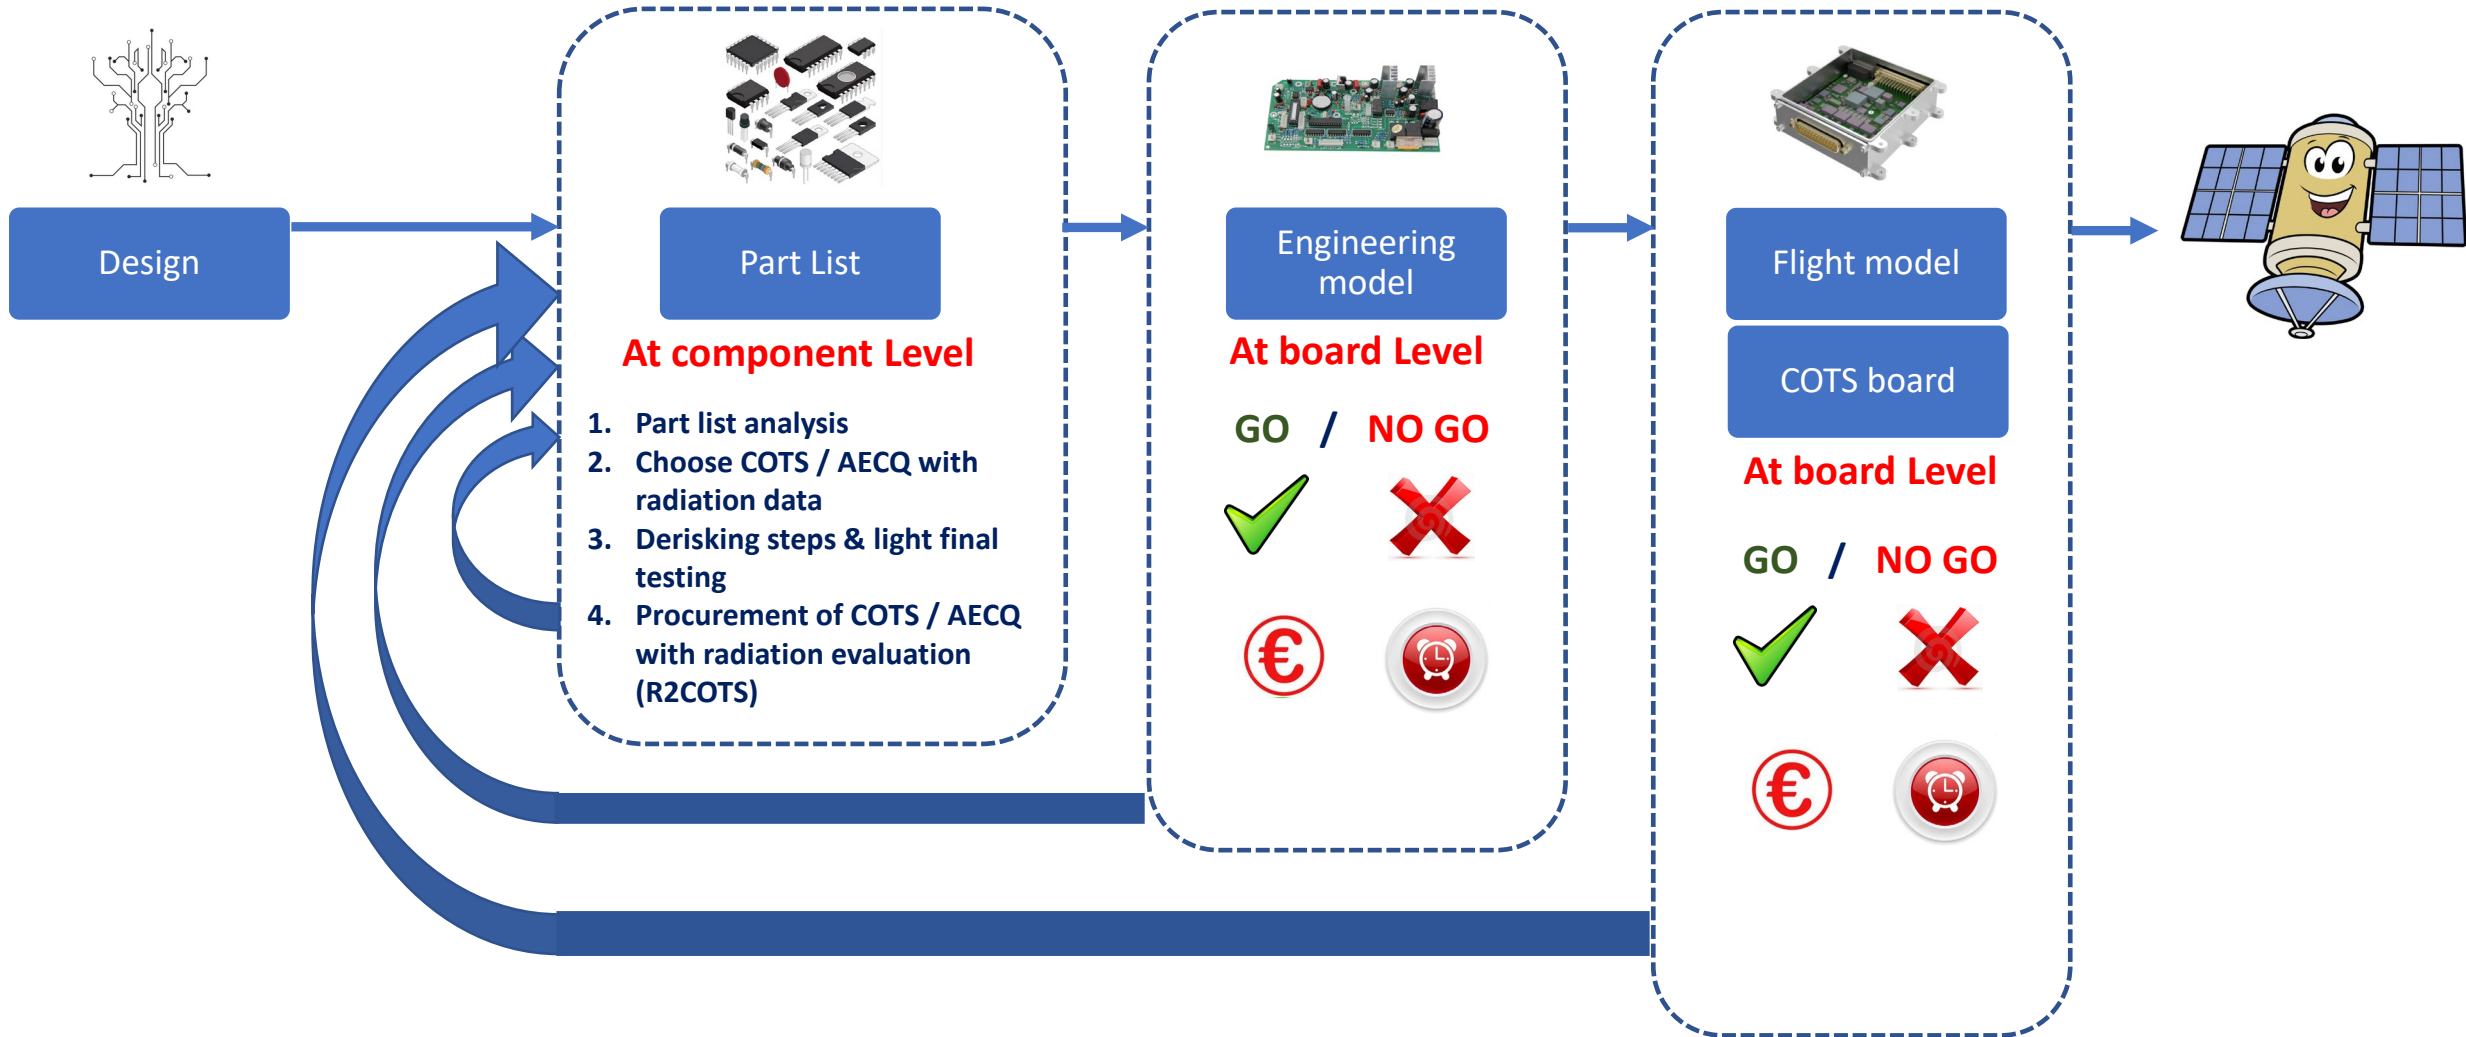 Design
Part List
At component Level
1. Part list analysis
2. Choose COTS / AECQ with
radiation data
3. Derisking steps & light final
testing
4. Procurement of COTS / AECQ
with radiation evaluation
(R2COTS)
Engineering
model
At board Level
GO / NO GO
€
Flight model
COTS board
At board Level
GO / NO GO
€